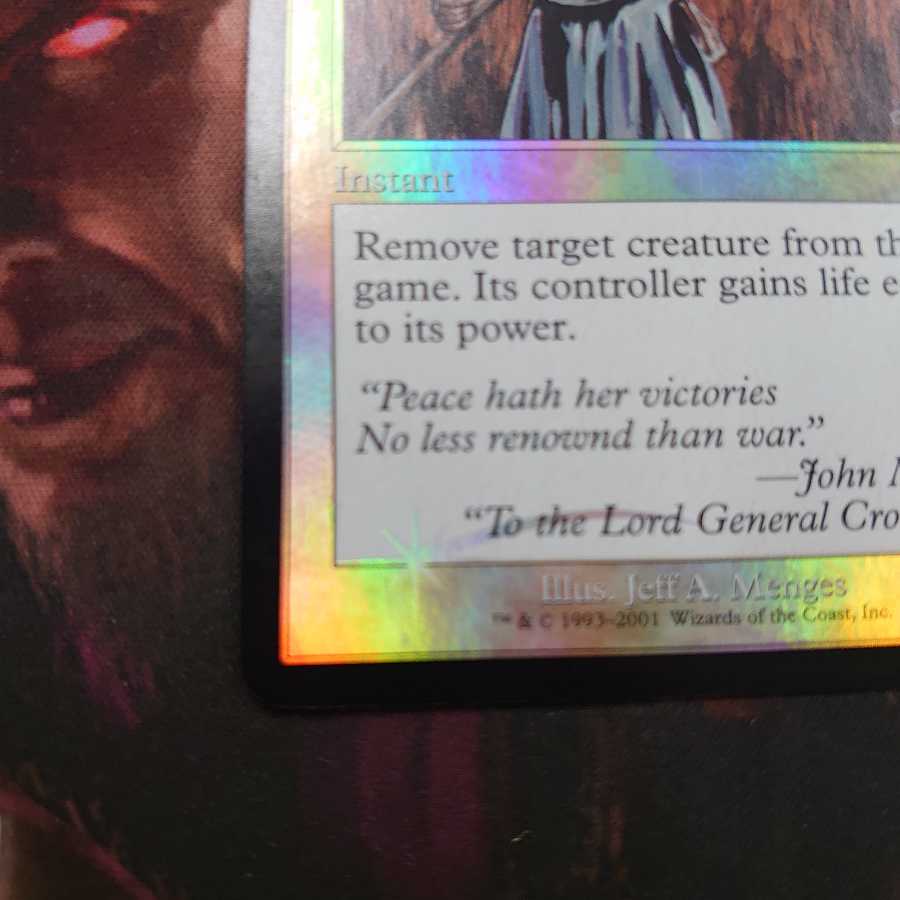 Instant
Remove target creature from th
game. Its controller gains life e
to its power.
“Peace hath her victories
No less renownd than war.”
—John M
“To the Lord General Cro
Illus. Jeff A. Menges
™ & © 1993–2001 Wizards of the Coast, Inc.